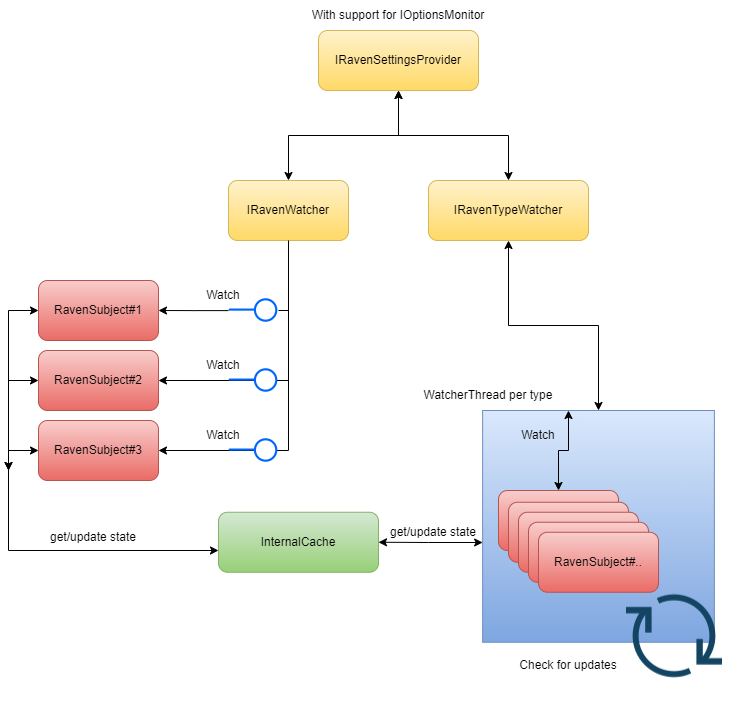 With support for IOptionsMonitor
IRavenSettingsProvider
IRavenWatcher
IRavenTypeWatcher
Watch
RavenSubject#1
Watch
RavenSubject#2
WatcherThread per type
Watch
RavenSubject#3
Watch
get/update state
InternalCache
get/update state
RavenSubject#..
Check for updates